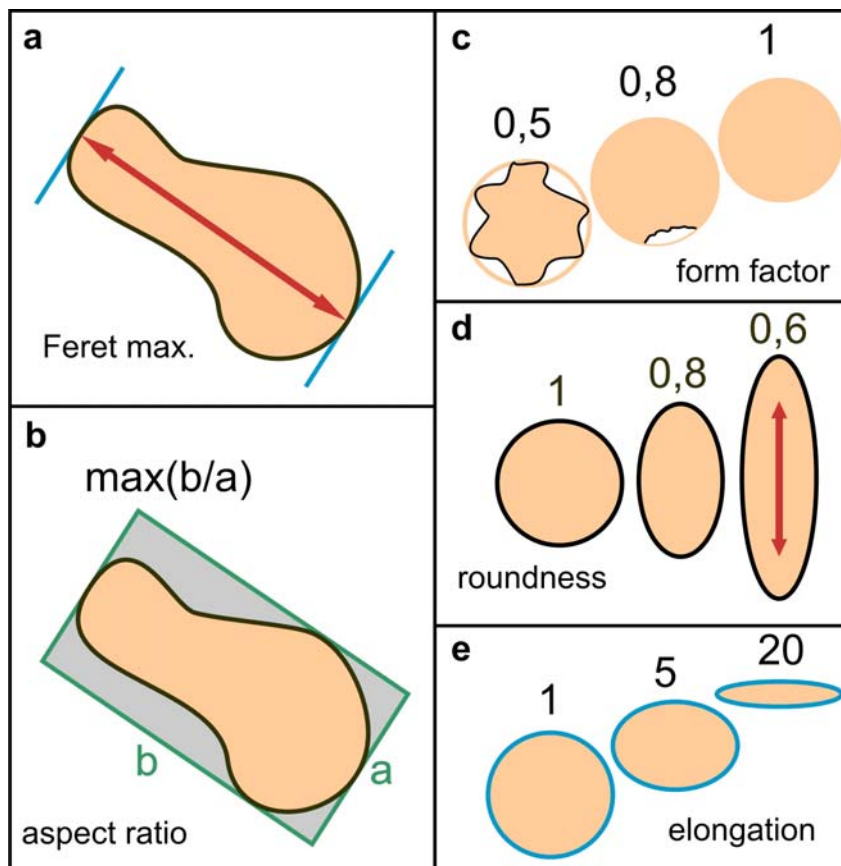 a
Feret max.
b
max(b/a)
b
a
aspect ratio
c
1
0,8
0,5
form factor
d
0,6
0,8
1
roundness
e
20
5
1
elongation